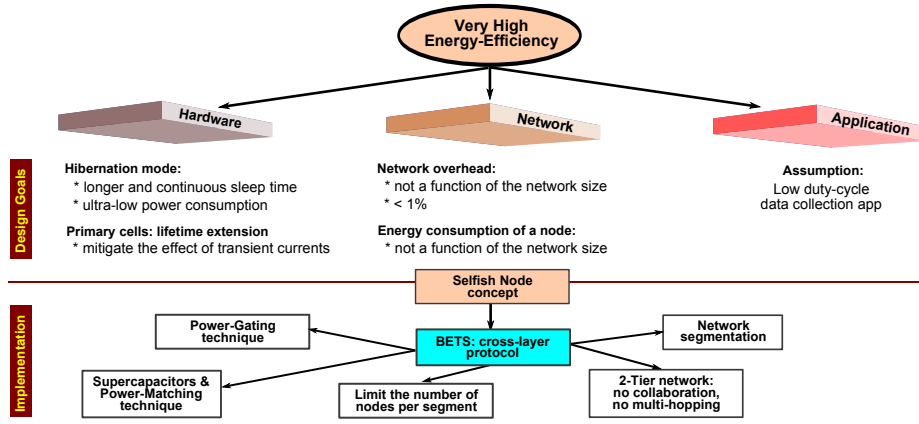 Very High
Energy-Efficiency
Hardware
Network
Application
Design Goals
Hibernation mode:
* longer and continuous sleep time
* ultra-low power consumption
Primary cells: lifetime extension
* mitigate the effect of transient currents
Network overhead:
* not a function of the network size
* < 1%
Energy consumption of a node:
* not a function of the network size
Assumption:
Low duty-cycle
data collection app
Implementation
Selfish Node
concept
Power-Gating
technique
BETS: cross-layer
protocol
Network
segmentation
Supercapacitors &
Power-Matching
technique
Limit the number of
nodes per segment
2-Tier network:
no collaboration,
no multi-hopping